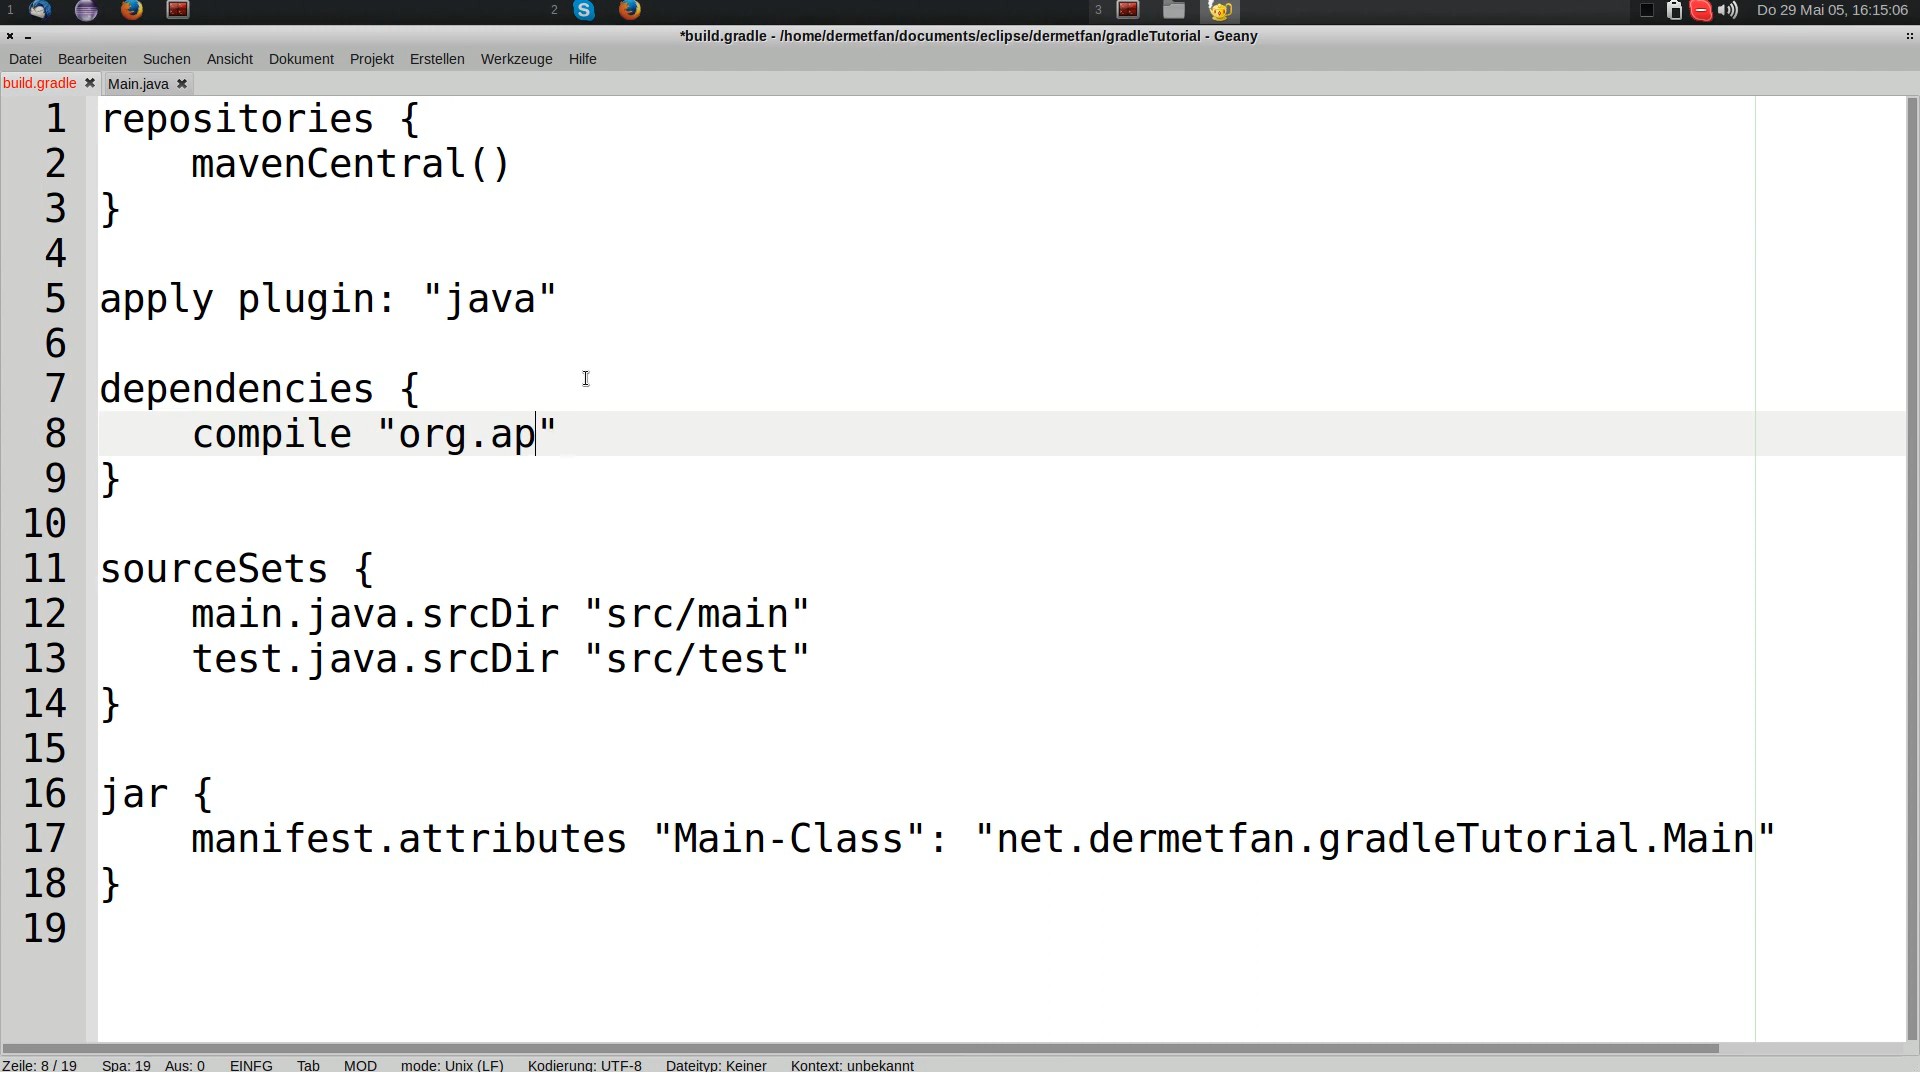 1 2 3 Do 29 Mai 05, 16:15:06
*build.gradle - /home/dermetfan/documents/eclipse/dermetfan/gradleTutorial - Geany
Datei Bearbeiten Suchen Ansicht Dokument Projekt Erstellen Werkzeuge Hilfe
build.gradle Main.java
1 repositories {
2 mavenCentral()
3 }
4
5 apply plugin: "java"
6
7 dependencies {
8 compile "org.ap"
9 }
10
11 sourceSets {
12 main.java.srcDir "src/main"
13 test.java.srcDir "src/test"
14 }
15
16 jar {
17 manifest.attributes "Main-Class": "net.dermetfan.gradleTutorial.Main"
18 }
19
Zeile: 8 / 19 Spa: 19 Aus: 0 EINFG Tab MOD mode: Unix (LF) Kodierung: UTF-8 Dateityp: Keiner Kontext: unbekannt